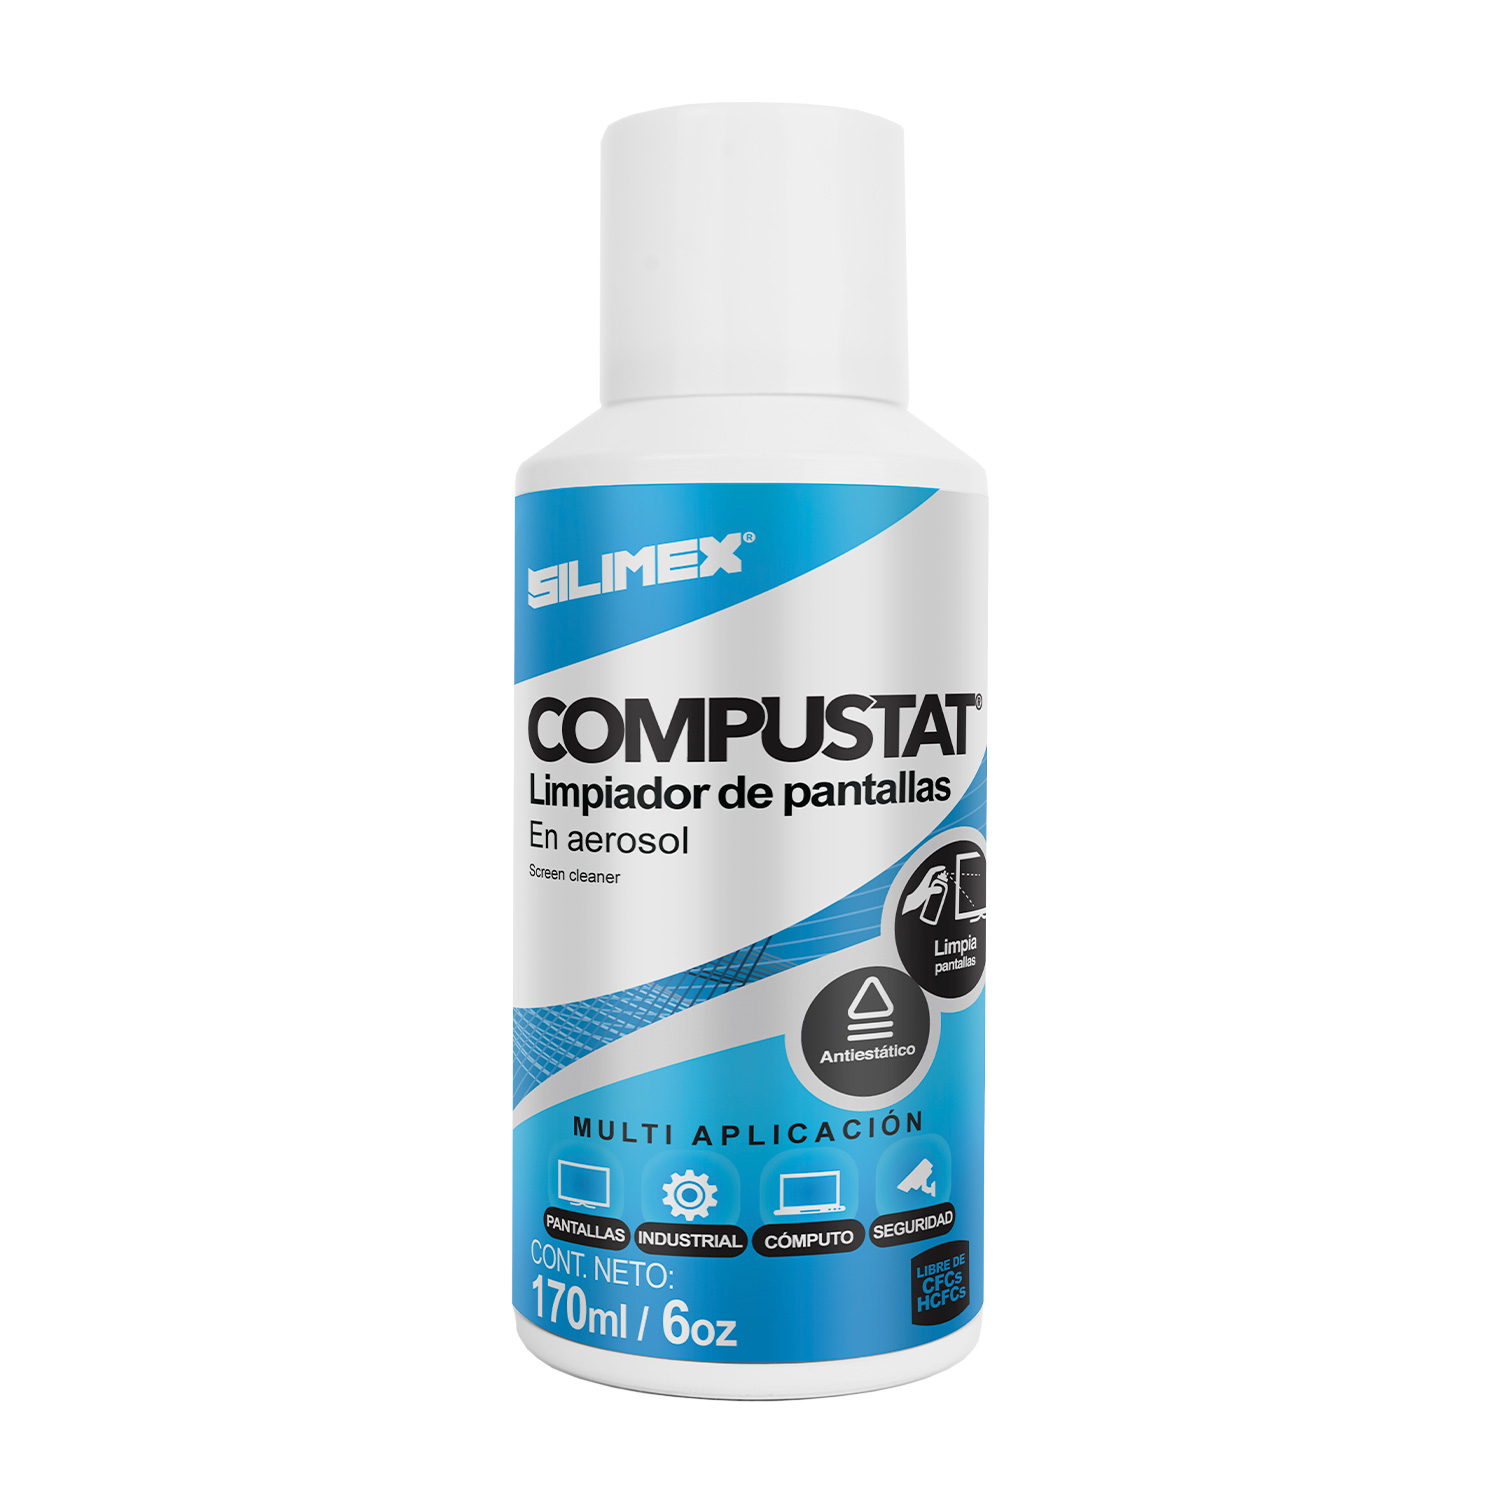 SILIMEX®
COMPUSTAT®
Limpiador de pantallas
En aerosol
Screen cleaner
Limpia
pantallas
Antiestático
MULTI APLICACIÓN
PANTALLAS INDUSTRIAL CÓMPUTO SEGURIDAD
CONT. NETO:
170ml / 6oz
LIBRE DE
CFCs
HCFCs